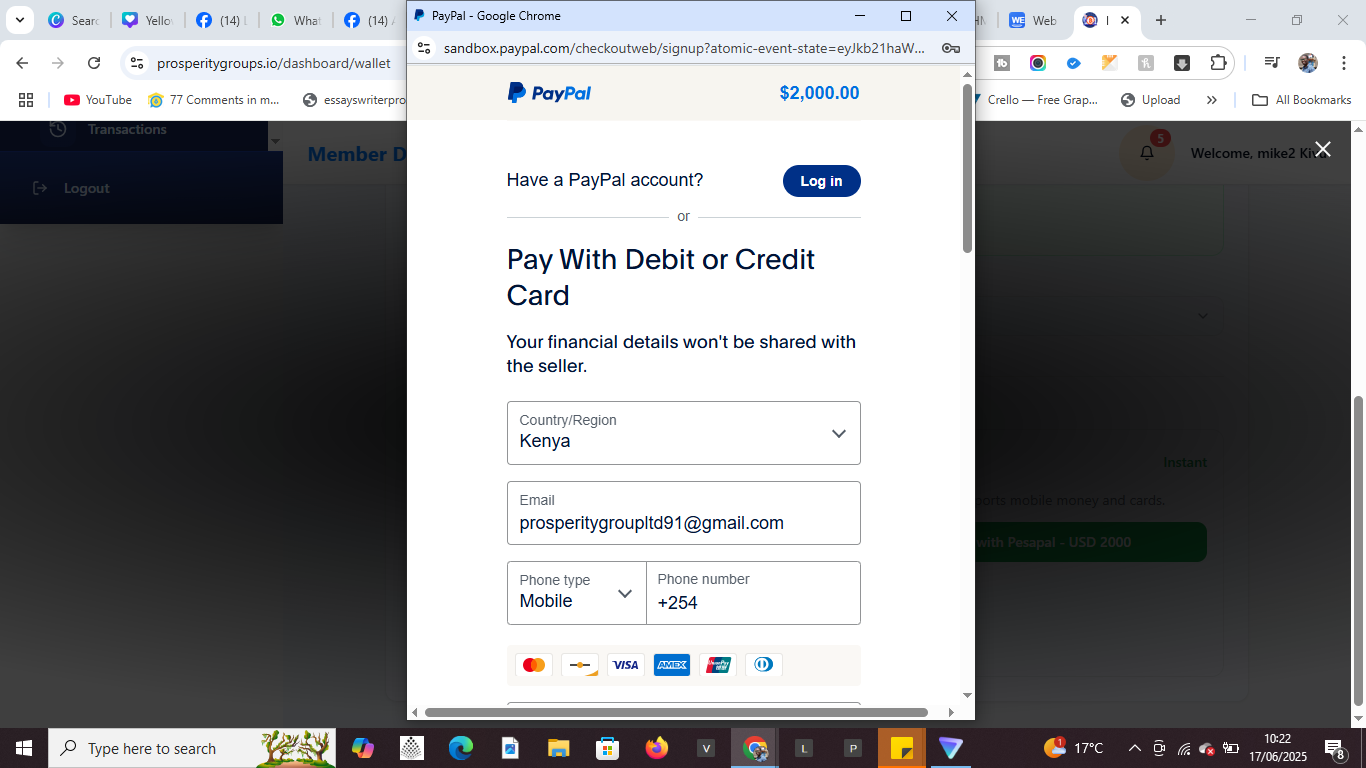 PayPal - Google Chrome
Searc
Yellov
(14) L
What
(14) A
Web
sandbox.paypal.com/checkoutweb/signup?atomic-event-state=eyJkb21haW...
prosperitygroups.io/dashboard/wallet
YouTube
77 Comments in m...
essayswriterpro
Crello — Free Grap...
Upload
All Bookmarks
PayPal
$2,000.00
Transactions
Member D
5
Welcome, mike2 Kiv
Logout
Have a PayPal account?
Log in
or
Pay With Debit or Credit
Card
Your financial details won't be shared with
the seller.
Country/Region
Kenya
Email
prosperitygroupltd91@gmail.com
Instant
orts mobile money and cards.
with Pesapal - USD 2000
Phone type
Mobile
Phone number
+254
VISA
AMEX
UnionPay
Type here to search
V
L
P
1
17°C
10:22
17/06/2025
8